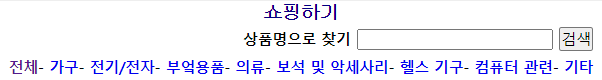 쇼핑하기
상품명으로 찾기 검색
전체- 가구- 전기/전자- 부엌용품- 의류- 보석 및 악세사리- 헬스 기구- 컴퓨터 관련- 기타